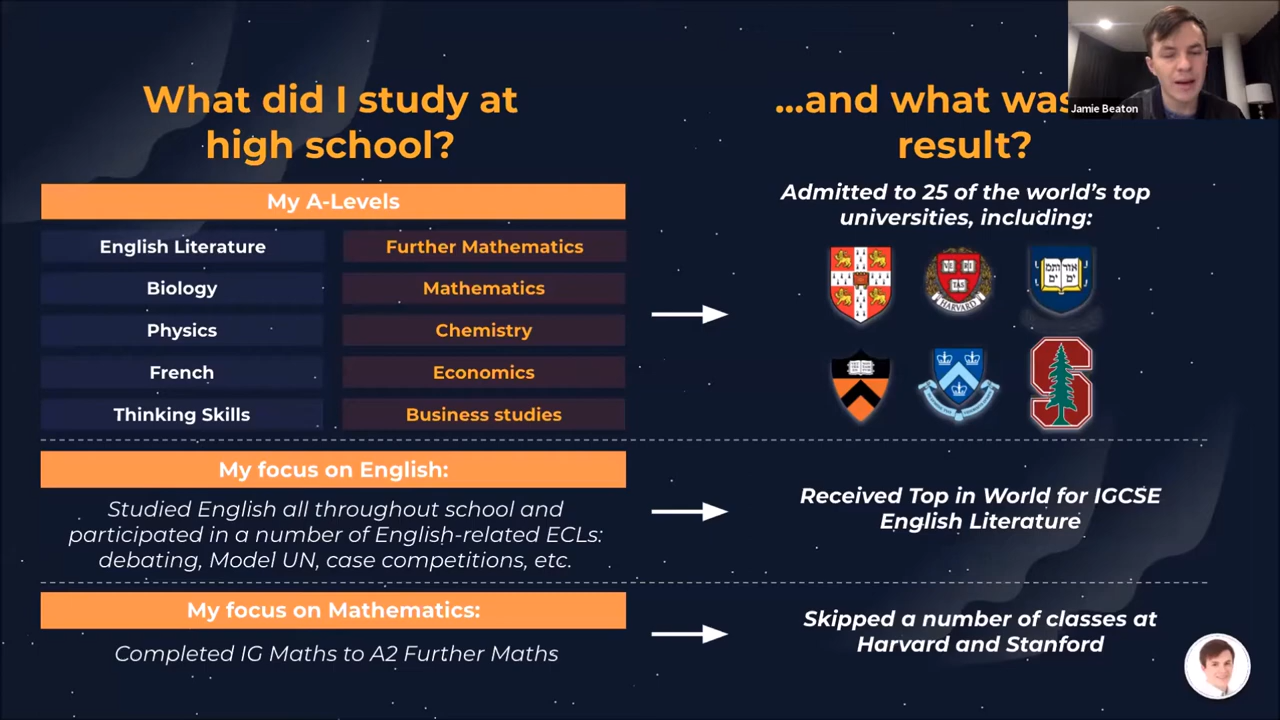 What did I study at
high school?
...and what was
result?
Jamie Beaton
My A-Levels
English Literature
Further Mathematics
Biology
Mathematics
Physics
Chemistry
French
Economics
Thinking Skills
Business studies
Admitted to 25 of the world's top
universities, including:
HARVARD
My focus on English:
Studied English all throughout school and
participated in a number of English-related ECLs:
debating, Model UN, case competitions, etc.
Received Top in World for IGCSE
English Literature
My focus on Mathematics:
Completed IG Maths to A2 Further Maths
Skipped a number of classes at
Harvard and Stanford